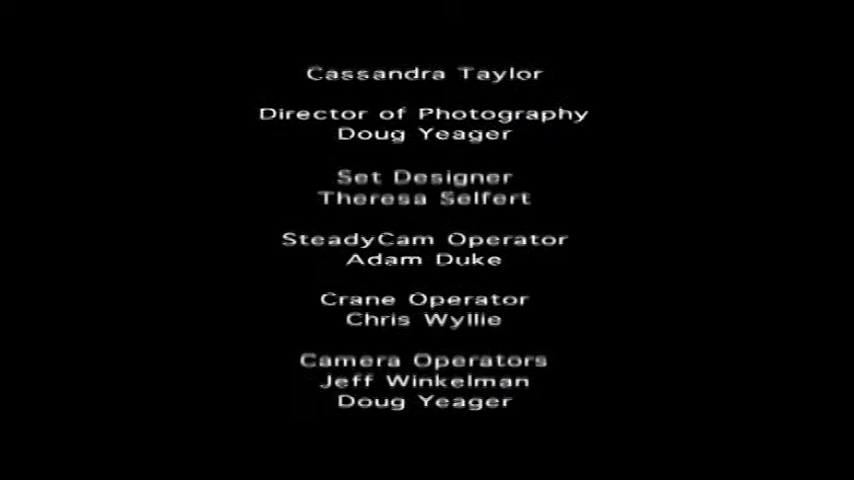 Cassandra Taylor
Director of Photography
Doug Yeager
Set Designer
Theresa Selfert
SteadyCam Operator
Adam Duke
Crane Operator
Chris Wyllie
Camera Operators
Jeff Winkelman
Doug Yeager